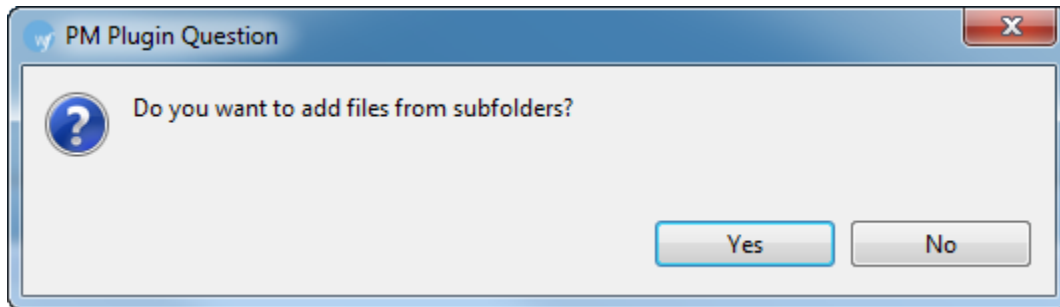 PM Plugin Question
Do you want to add files from subfolders?
Yes
No